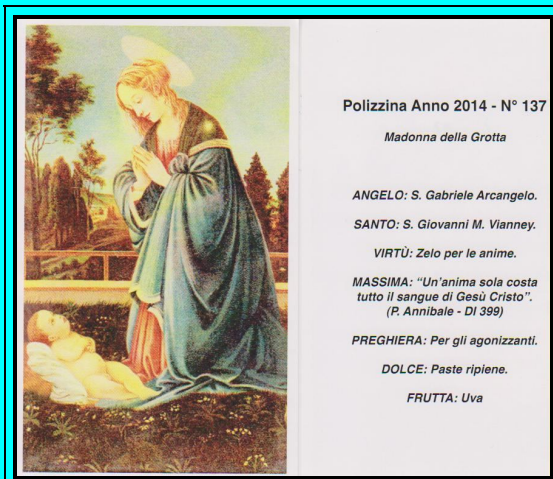 Polizzina Anno 2014 - N° 137
Madonna della Grotta
ANGELO: S. Gabriele Arcangelo.
SANTO: S. Giovanni M. Vianney.
VIRTÙ: Zelo per le anime.
MASSIMA: “Un'anima sola costa
tutto il sangue di Gesù Cristo”.
(P. Annibale - DI 399)
PREGHIERA: Per gli agonizzanti.
DOLCE: Paste ripiene.
FRUTTA: Uva